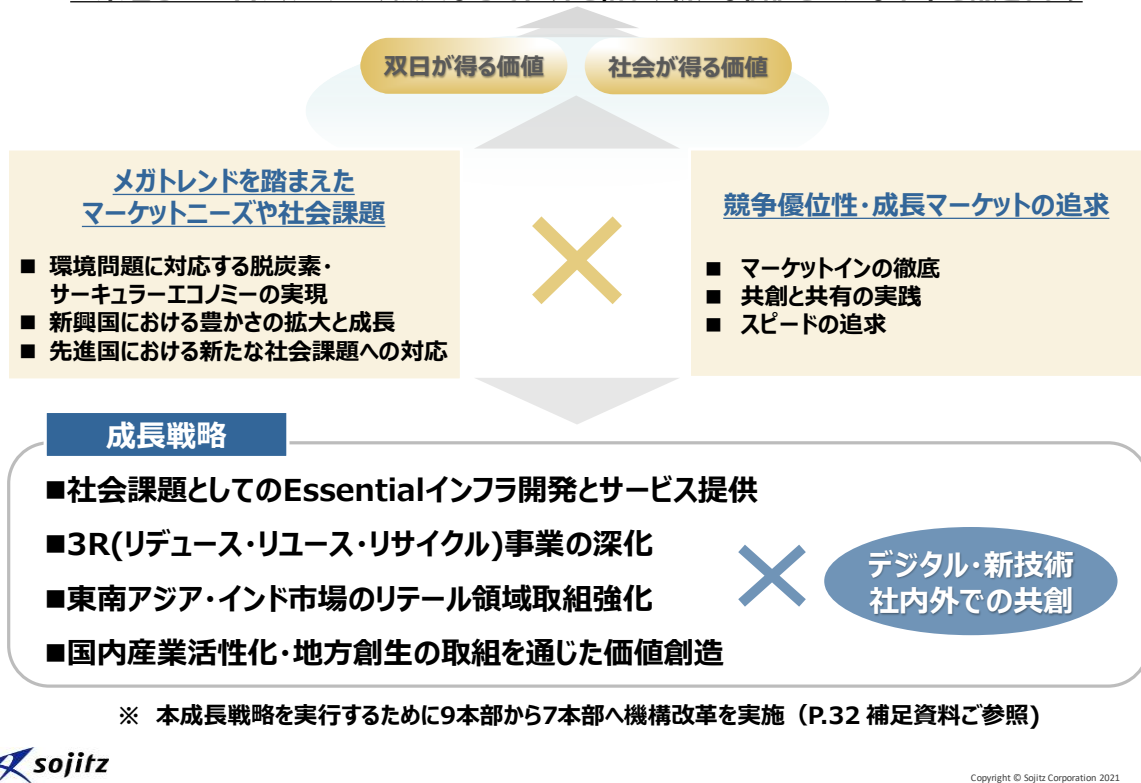 双日が得る価値
社会が得る価値
メガトレンドを踏まえた
マーケットニーズや社会課題
■ 環境問題に対応する脱炭素・
サーキュラーエコノミーの実現
■ 新興国における豊かさの拡大と成長
■ 先進国における新たな社会課題への対応
×
競争優位性・成長マーケットの追求
■ マーケットインの徹底
■ 共創と共有の実践
■ スピードの追求
成長戦略
■社会課題としてのEssentialインフラ開発とサービス提供
■3R(リデュース・リユース・リサイクル)事業の深化
■東南アジア・インド市場のリテール領域取組強化
■国内産業活性化・地方創生の取組を通じた価値創造
×
デジタル・新技術
社内外での共創
※ 本成長戦略を実行するために9本部から7本部へ機構改革を実施（P.32 補足資料ご参照)
sojitz
Copyright © Sojitz Corporation 2021